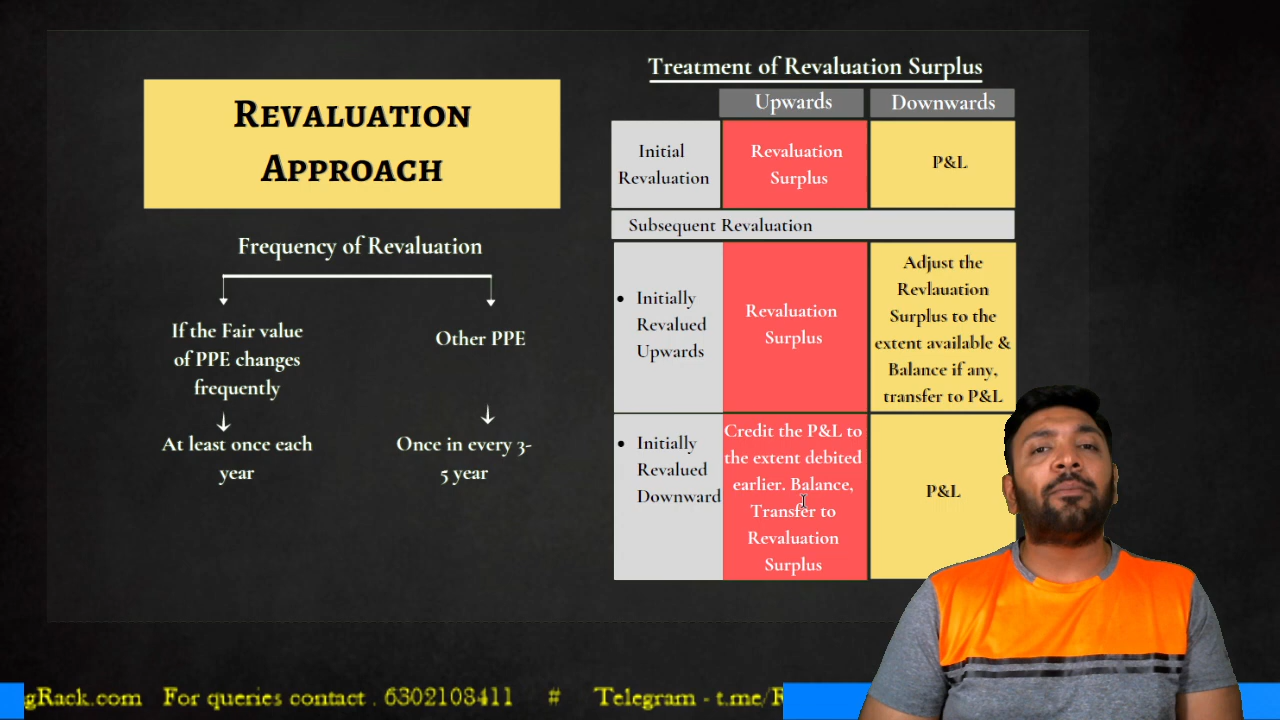 REVALUATION
APPROACH
Frequency of Revaluation
If the Fair value
of PPE changes
frequently
At least once each
year
Other PPE
Once in every 3-
5 year
Treatment of Revaluation Surplus
Upwards
Downwards
Initial
Revaluation
Revaluation
Surplus
P&L
Subsequent Revaluation
• Initially
Revalued
Upwards
Revaluation
Surplus
Adjust the
Revlauation
Surplus to the
extent available &
Balance if any,
transfer to P&L
• Initially
Revalued
Downward
Credit the P&L to
the extent debited
earlier. Balance,
Transfer to
Revaluation
Surplus
P&L
gRack.com For queries contact . 6302108411 # Telegram - t.me/R